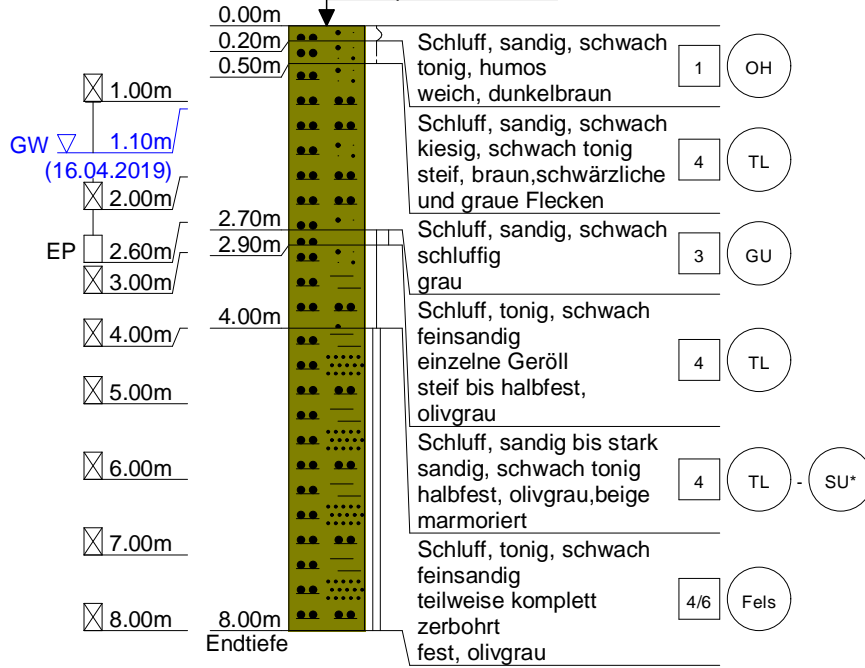 0.00m
0.20m
0.50m
1.00m
GW 1.10m
(16.04.2019)
2.00m
2.70m
EP 2.60m
2.90m
3.00m
4.00m
4.00m
5.00m
6.00m
7.00m
8.00m
8.00m
Endtiefe
Schluff, sandig, schwach
tonig, humos
weich, dunkelbraun
1 OH
Schluff, sandig, schwach
kiesig, schwach tonig
steif, braun,schwärzliche
und graue Flecken
4 TL
Schluff, sandig, schwach
schluffig
grau
3 GU
Schluff, tonig, schwach
feinsandig
einzelne Geröll
steif bis halbfest,
olivgrau
4 TL
Schluff, sandig bis stark
sandig, schwach tonig
halbfest, olivgrau,beige
marmoriert
4 TL - SU*
Schluff, tonig, schwach
feinsandig
teilweise komplett
zerbohrt
fest, olivgrau
4/6 Fels